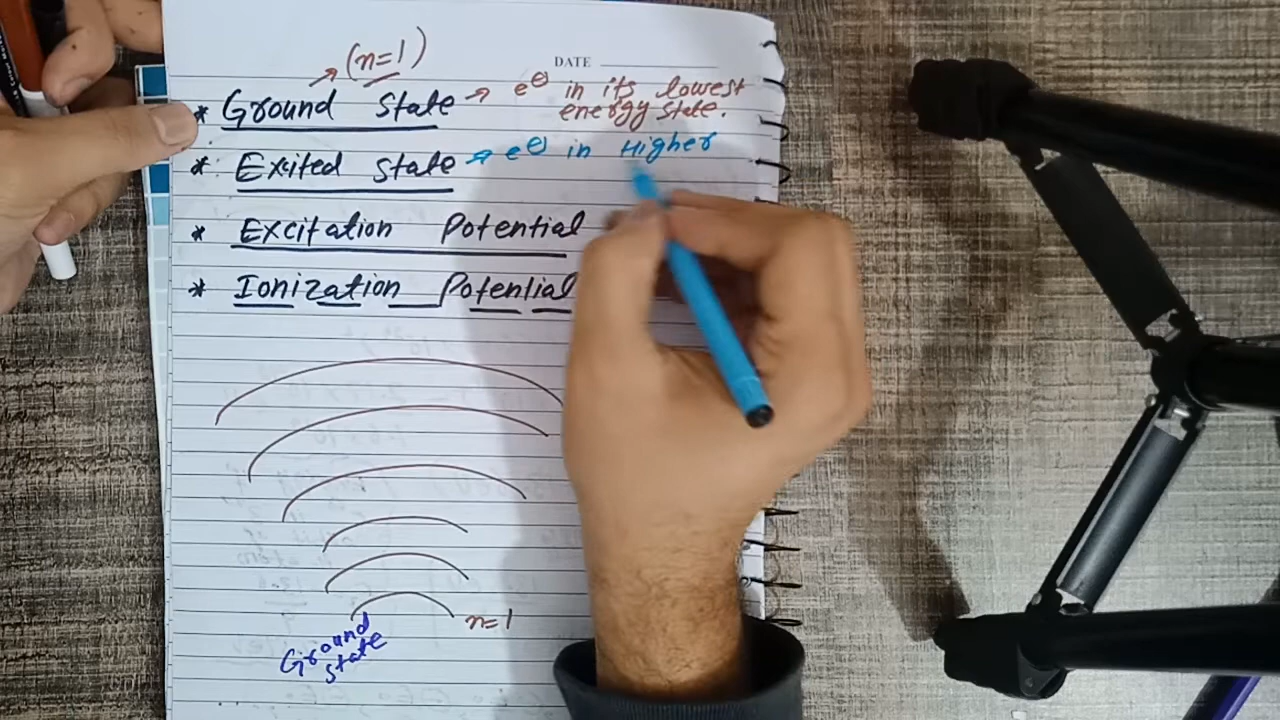 (n=1)
DATE
* Ground state → e⊖ in its lowest
energy state.
* Exited state → e⊖ in Higher
* Excitation Potential
* Ionization Potential
n=1
Ground
state